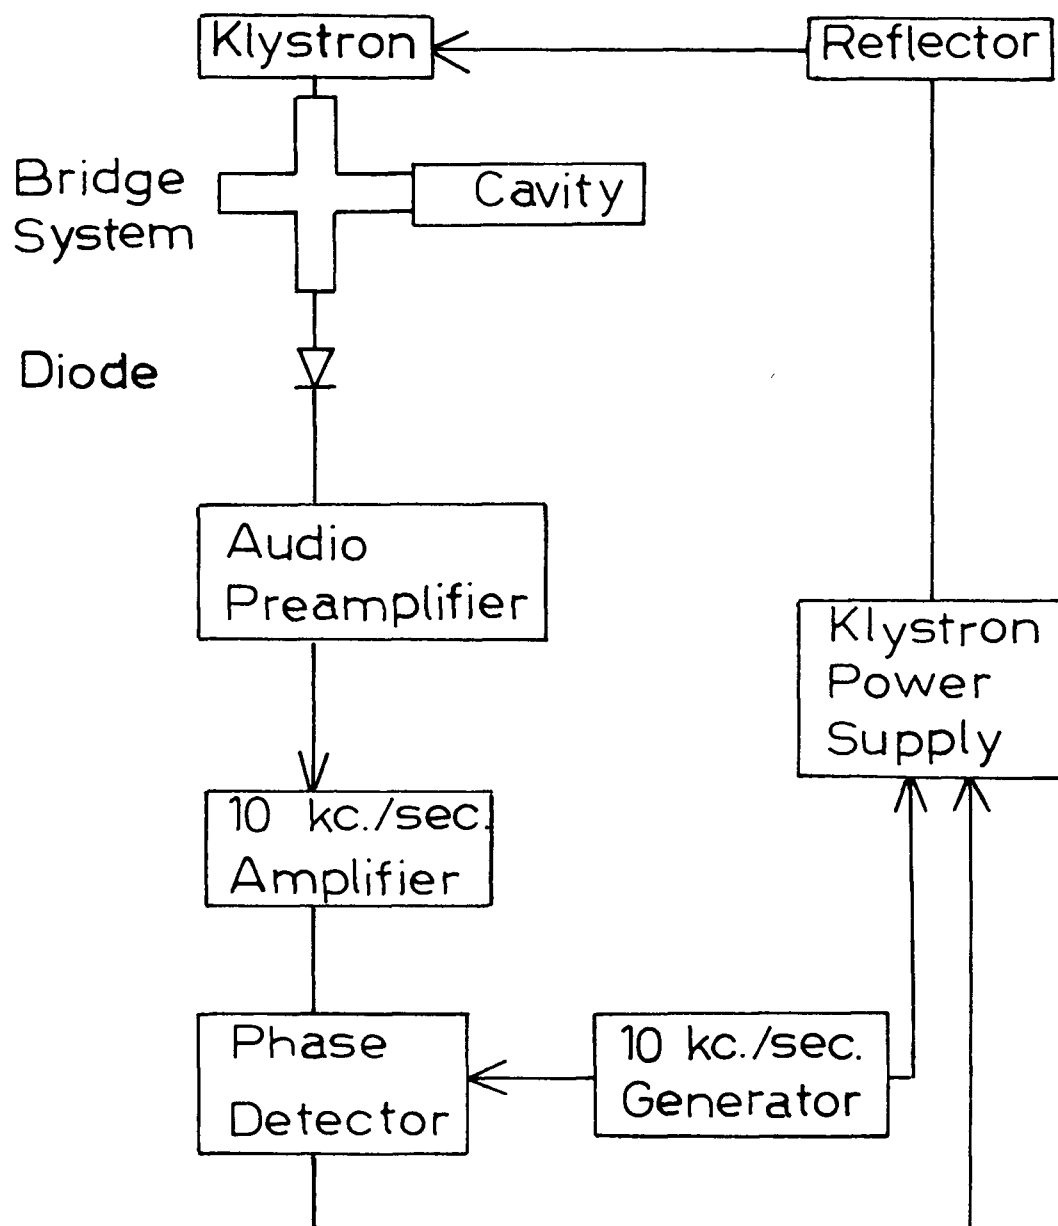 Klystron
Reflector
Bridge
System
Cavity
Diode
Audio
Preamplifier
Klystron
Power
Supply
10 kc./sec.
Amplifier
Phase
Detector
10 kc./sec.
Generator